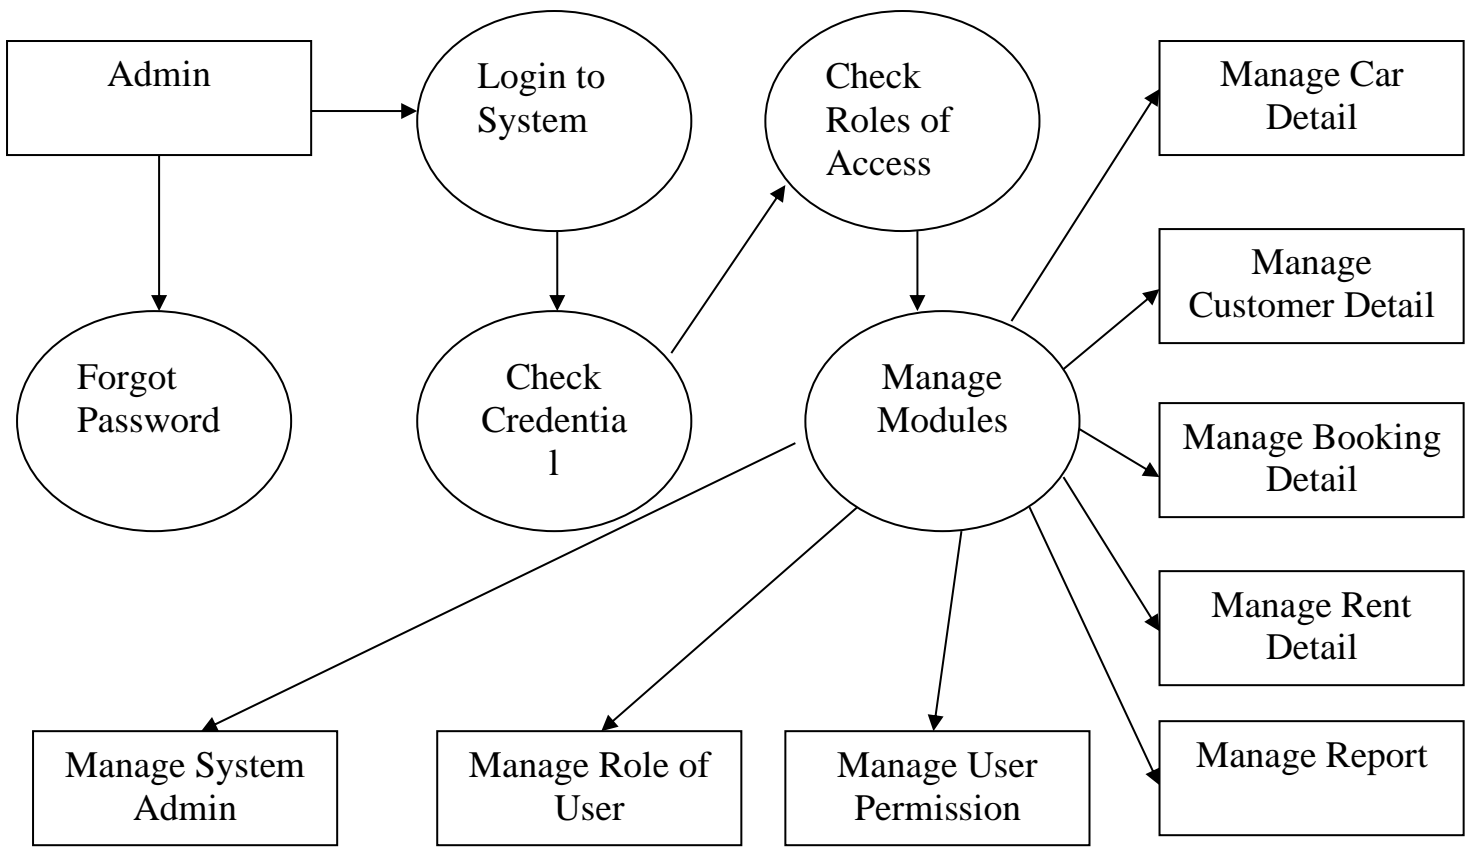 Admin
Login to
System
Check
Roles of
Access
Manage Car
Detail
Manage
Customer Detail
Forgot
Password
Check
Credentia
l
Manage
Modules
Manage Booking
Detail
Manage Rent
Detail
Manage System
Admin
Manage Role of
User
Manage User
Permission
Manage Report